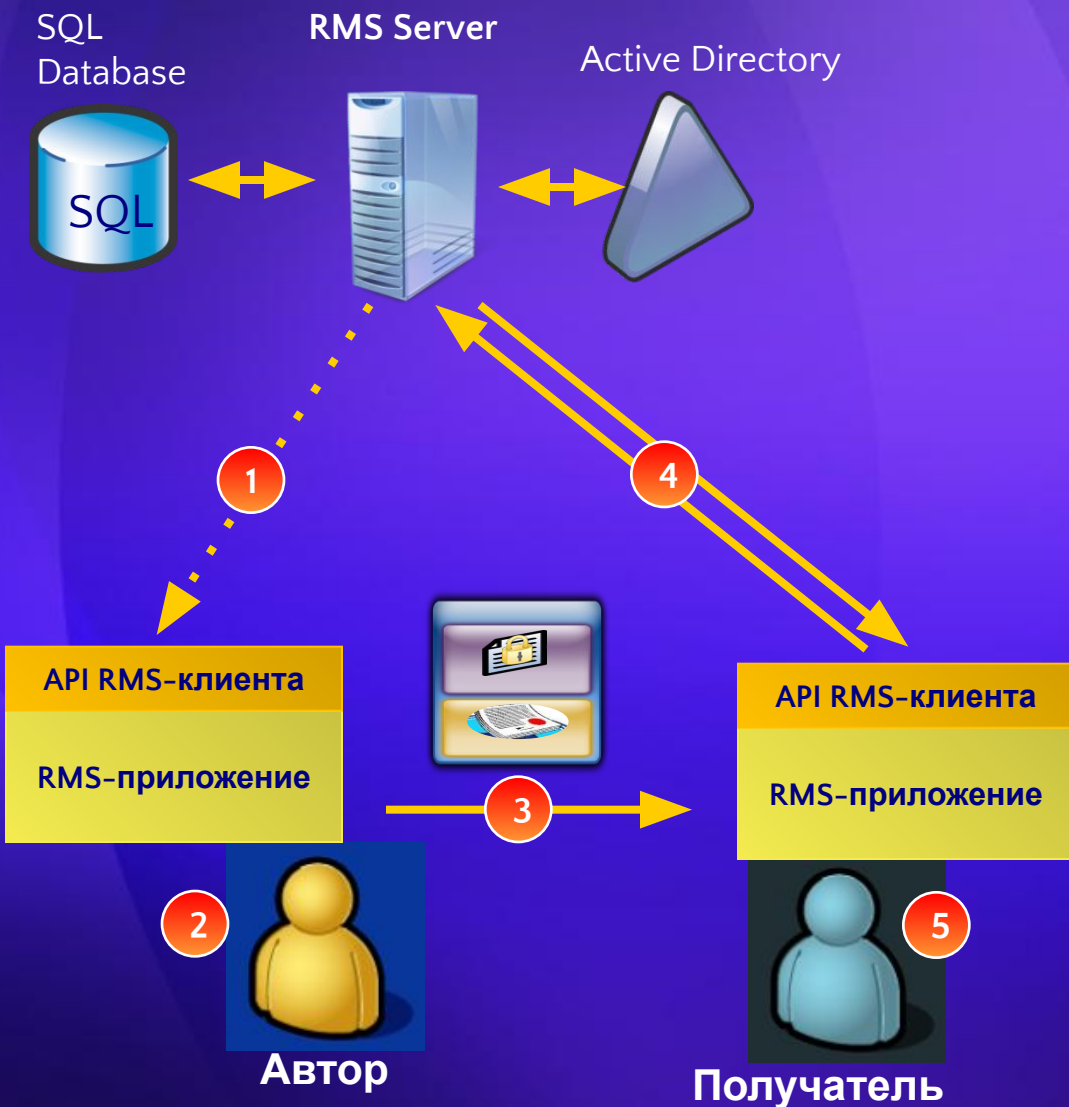 SQL
Database
RMS Server
Active Directory
SQL
1
4
API RMS-клиента
RMS-приложение
API RMS-клиента
RMS-приложение
3
2
5
Автор
Получатель